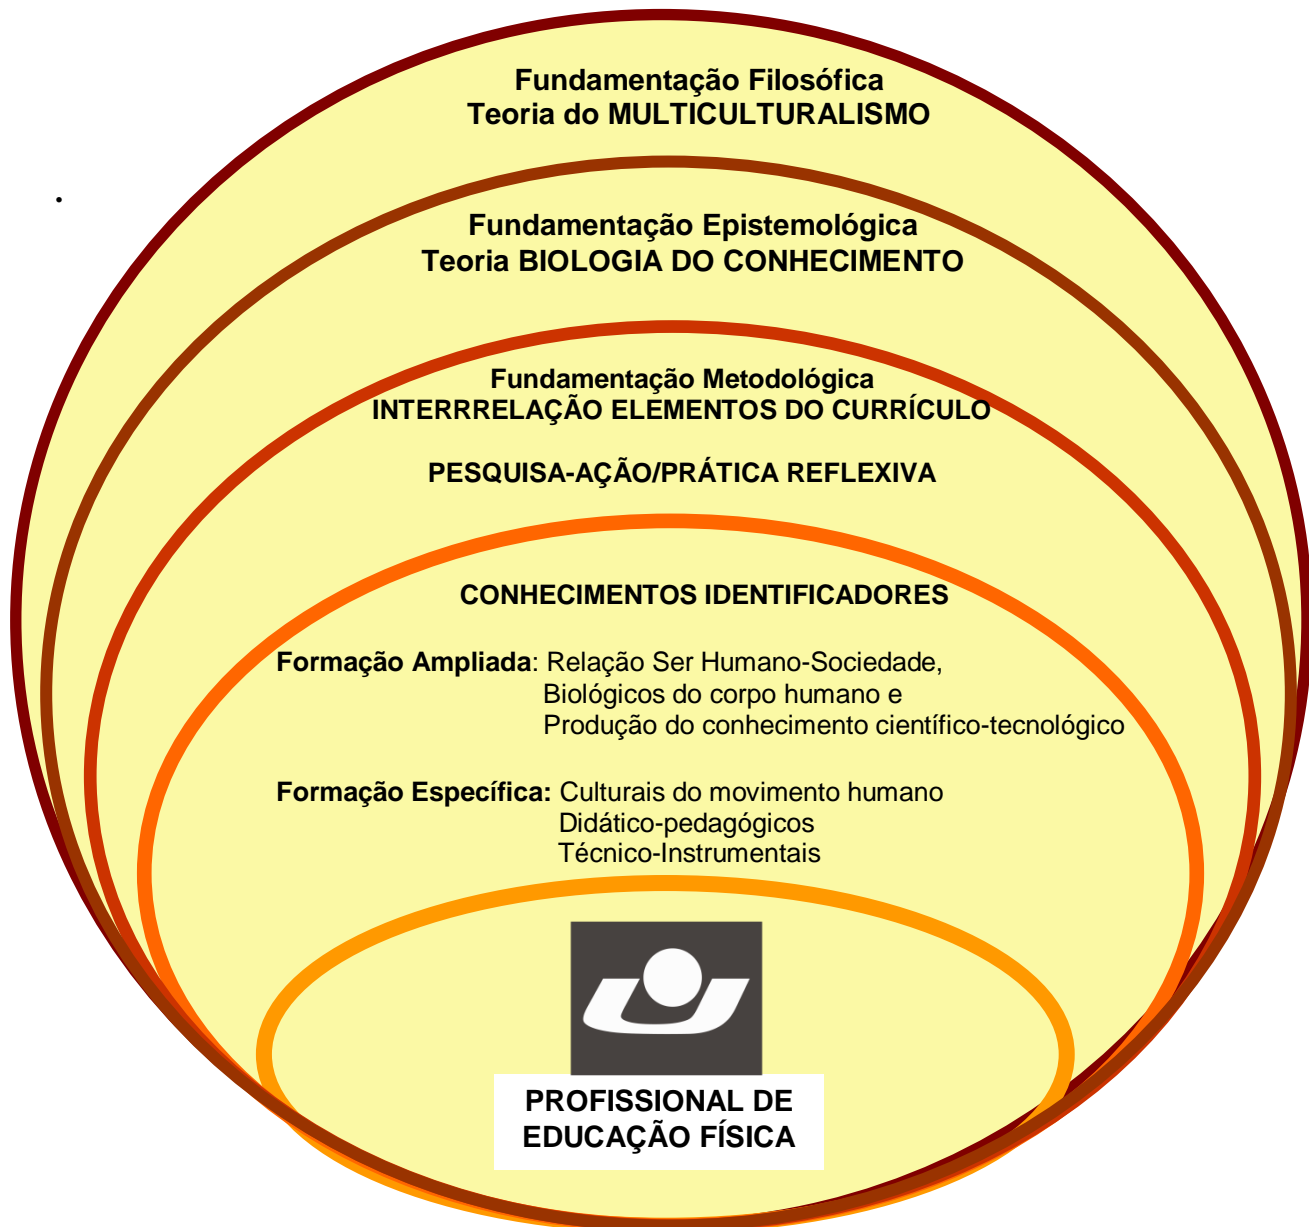 Fundamentação Filosófica
Teoria do MULTICULTURALISMO
.
Fundamentação Epistemológica
Teoria BIOLOGIA DO CONHECIMENTO
Fundamentação Metodológica
INTERRRELAÇÃO ELEMENTOS DO CURRÍCULO
PESQUISA-AÇÃO/PRÁTICA REFLEXIVA
CONHECIMENTOS IDENTIFICADORES
Formação Ampliada: Relação Ser Humano-Sociedade,
Biológicos do corpo humano e
Produção do conhecimento científico-tecnológico
Formação Específica: Culturais do movimento humano
Didático-pedagógicos
Técnico-Instrumentais
PROFISSIONAL DE
EDUCAÇÃO FÍSICA